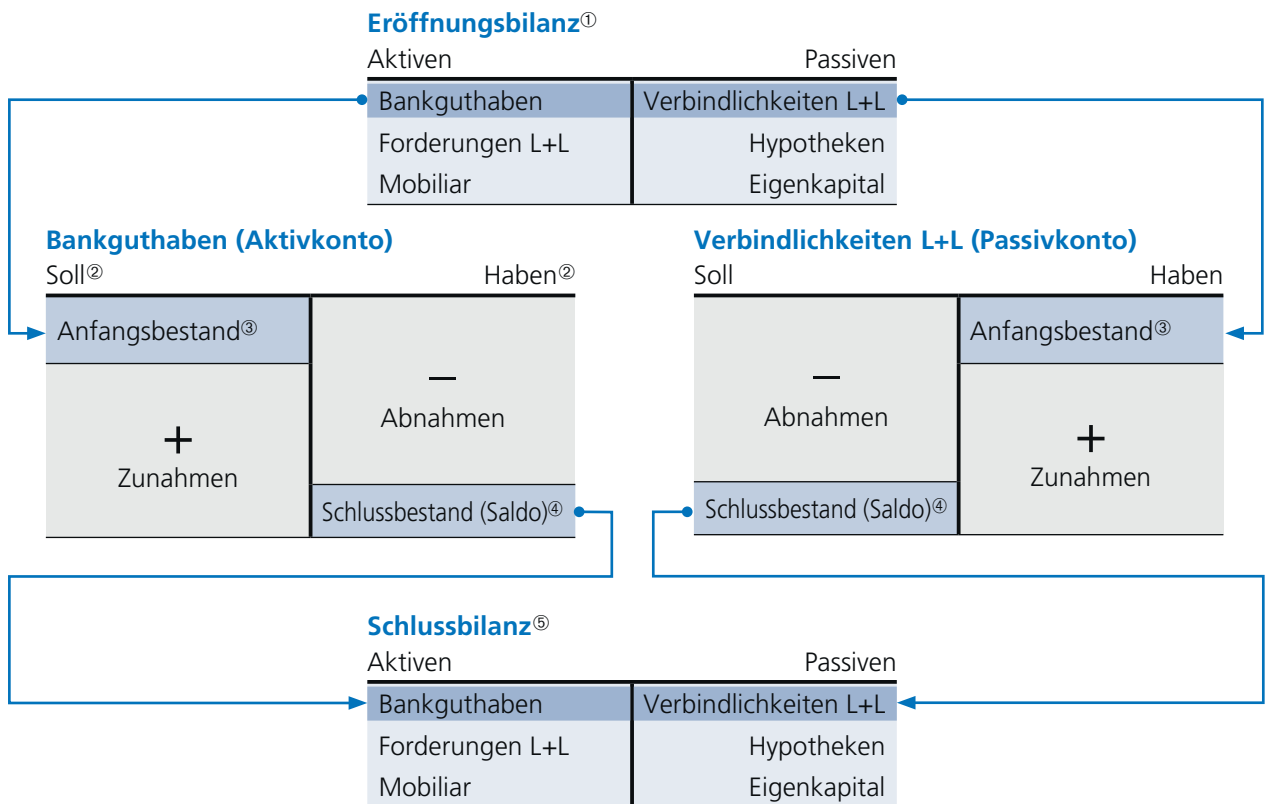 Eröffnungsbilanz①
Aktiven Passiven
Bankguthaben Verbindlichkeiten L+L
Forderungen L+L Hypotheken
Mobiliar Eigenkapital
Bankguthaben (Aktivkonto)
Soll② Haben②
Anfangsbestand③
–
Abnahmen
+
Zunahmen
Schlussbestand (Saldo)④
Verbindlichkeiten L+L (Passivkonto)
Soll Haben
Anfangsbestand③
–
Abnahmen
+
Zunahmen
Schlussbestand (Saldo)④
Schlussbilanz⑤
Aktiven Passiven
Bankguthaben Verbindlichkeiten L+L
Forderungen L+L Hypotheken
Mobiliar Eigenkapital